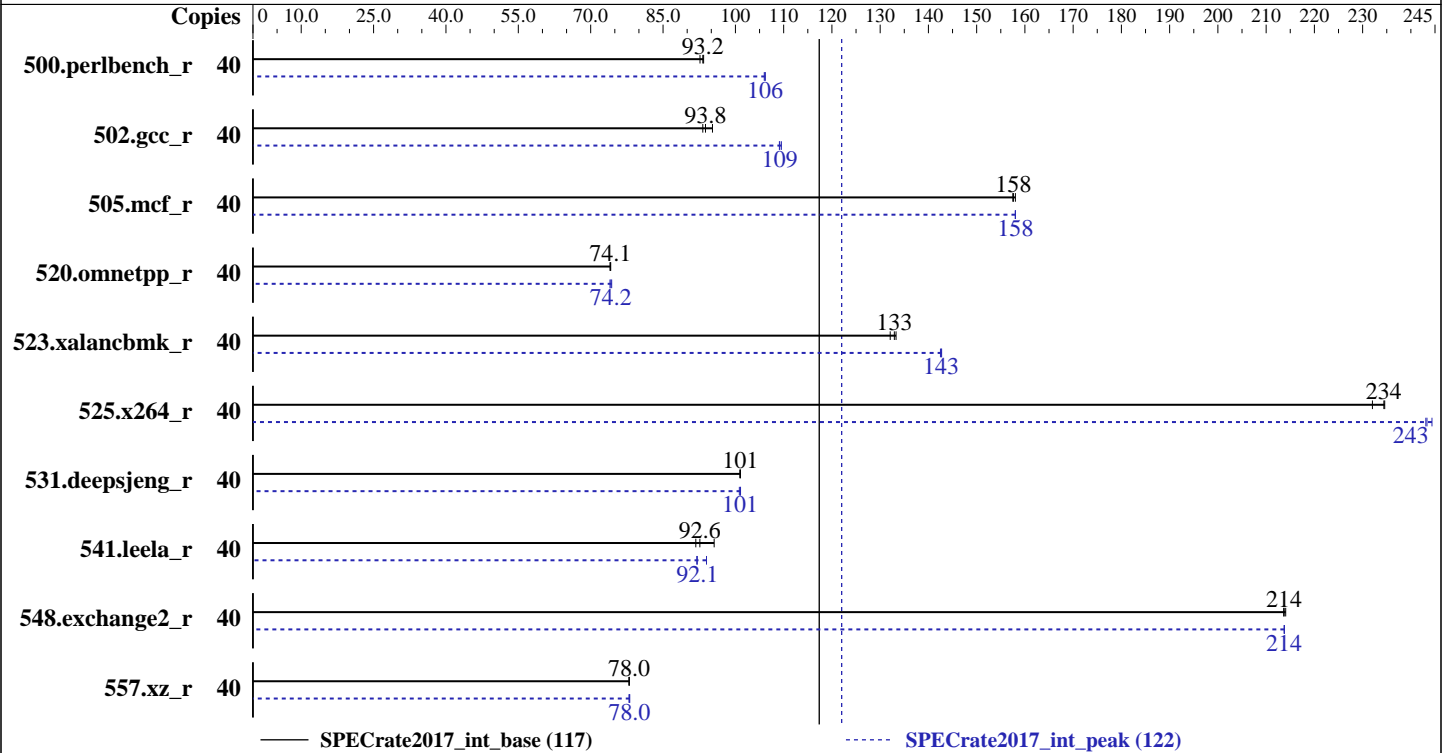 Copies 0 10.0 25.0 40.0 55.0 70.0 85.0 100 120 130 140 150 160 170 180 190 200 210 220 230 245
93.2
500.perlbench_r 40
106
93.8
502.gcc_r 40
109
158
505.mcf_r 40
158
74.1
520.omnetpp_r 40
74.2
133
523.xalancbmk_r 40
143
234
525.x264_r 40
243
101
531.deepsjeng_r 40
101
92.6
541.leela_r 40
92.1
214
548.exchange2_r 40
214
78.0
557.xz_r 40
78.0
SPECrate2017_int_base (117) SPECrate2017_int_peak (122)